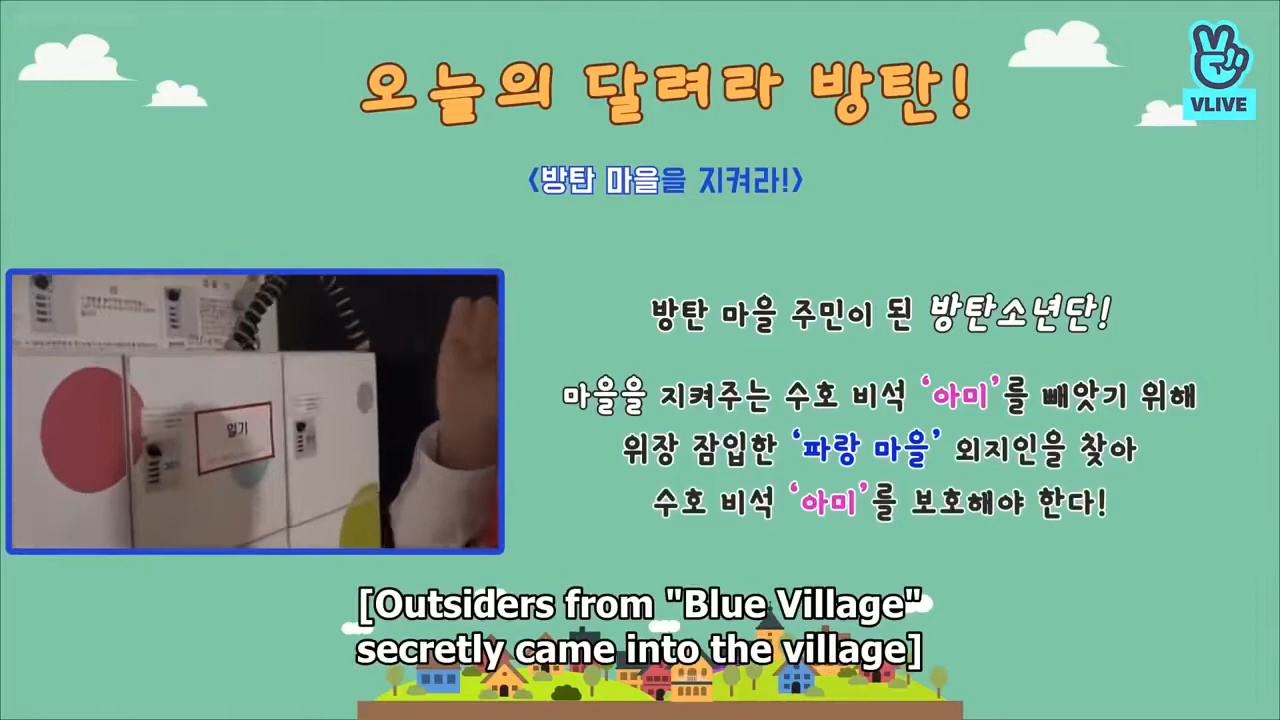 오늘의 달려라 방탄!
VLIVE
<방탄 마을을 지켜라!>
방탄 마을 주민이 된 방탄소년단!
마을을 지켜주는 수호 비석 ‘아미’를 빼앗기 위해
위장 잠입한 ‘파랑 마을’ 외지인을 찾아
수호 비석 ‘아미’를 보호해야 한다!
일기
[Outsiders from "Blue Village"
secretly came into the village]